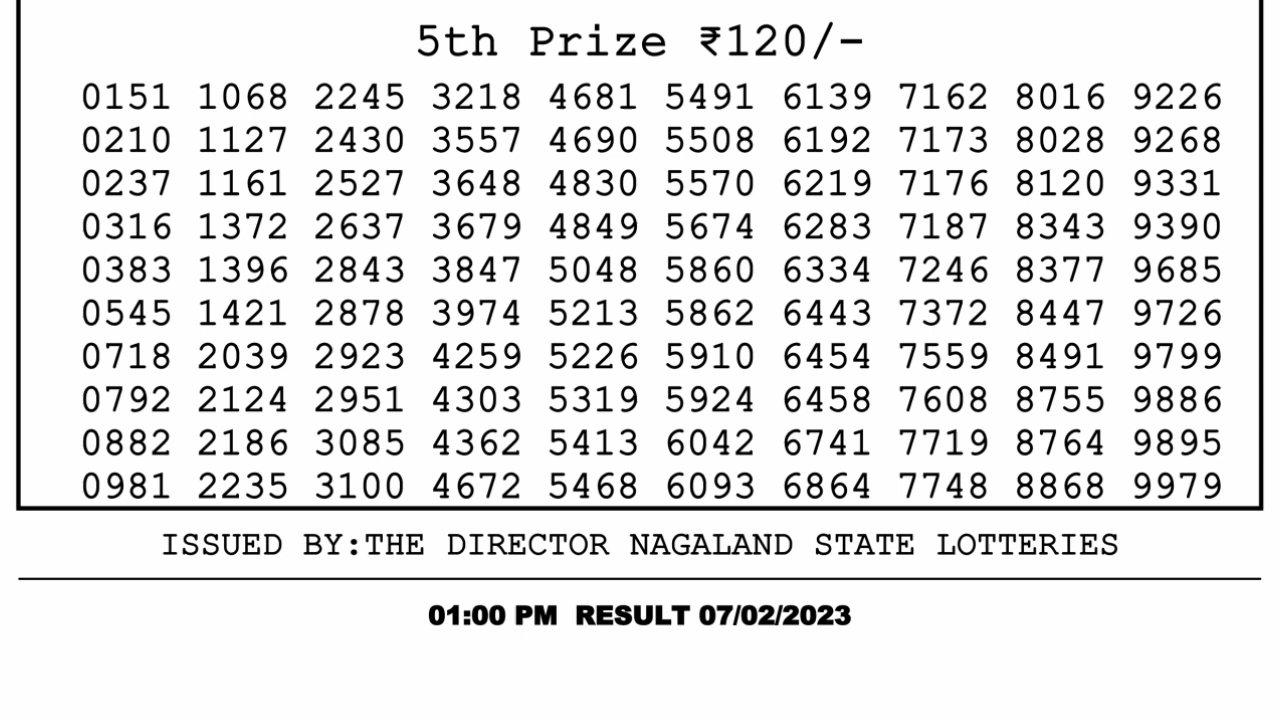 5th Prize ₹120/-
0151 1068 2245 3218 4681 5491 6139 7162 8016 9226
0210 1127 2430 3557 4690 5508 6192 7173 8028 9268
0237 1161 2527 3648 4830 5570 6219 7176 8120 9331
0316 1372 2637 3679 4849 5674 6283 7187 8343 9390
0383 1396 2843 3847 5048 5860 6334 7246 8377 9685
0545 1421 2878 3974 5213 5862 6443 7372 8447 9726
0718 2039 2923 4259 5226 5910 6454 7559 8491 9799
0792 2124 2951 4303 5319 5924 6458 7608 8755 9886
0882 2186 3085 4362 5413 6042 6741 7719 8764 9895
0981 2235 3100 4672 5468 6093 6864 7748 8868 9979
ISSUED BY:THE DIRECTOR NAGALAND STATE LOTTERIES
01:00 PM RESULT 07/02/2023